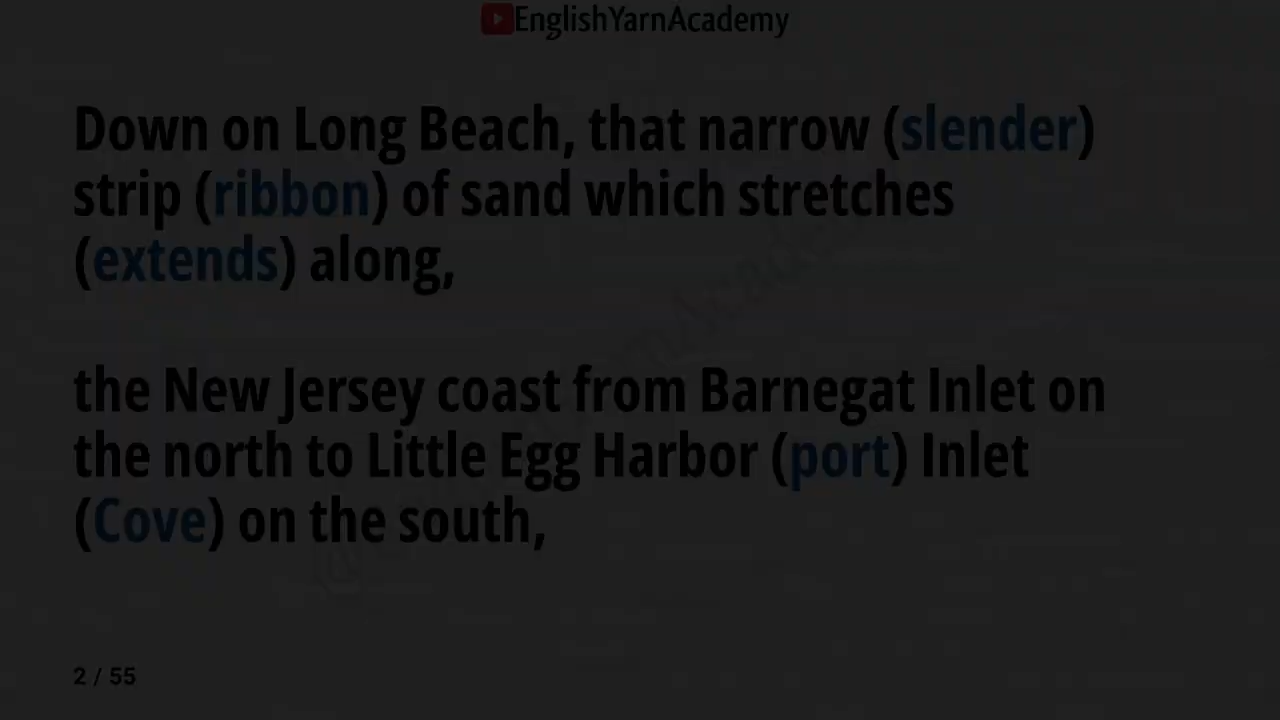 EnglishYarnAcademy
Down on Long Beach, that narrow (slender)
strip (ribbon) of sand which stretches
(extends) along,
the New Jersey coast from Barnegat Inlet on
the north to Little Egg Harbor (port) Inlet
(Cove) on the south,
2 / 55